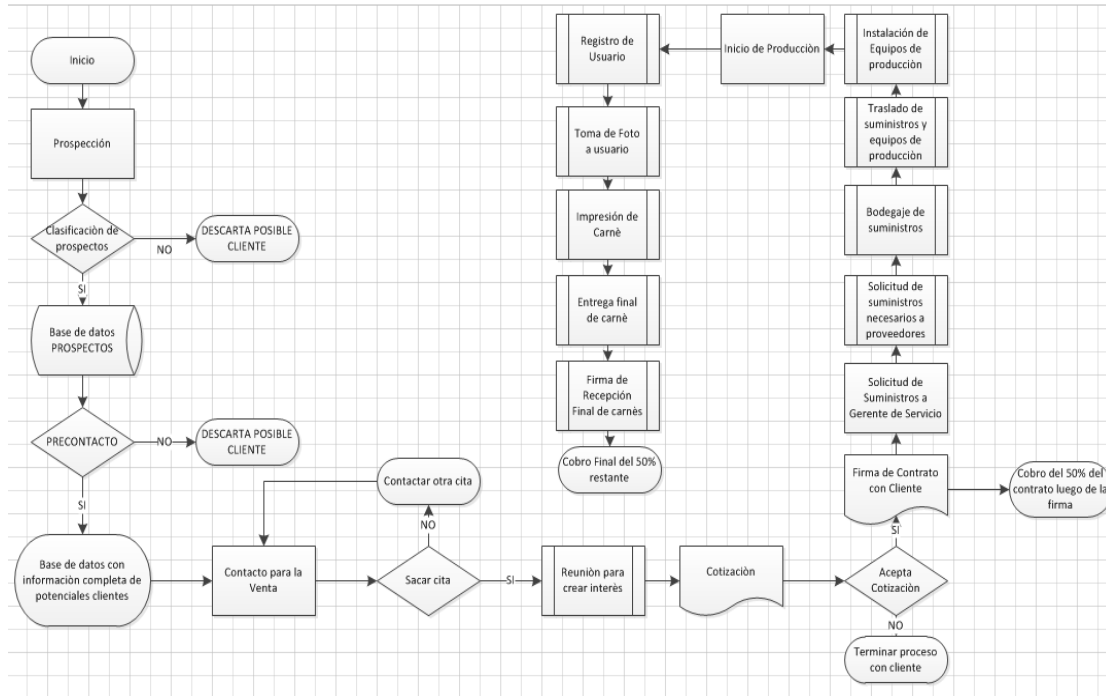 Inicio
Prospección
Clasificaciòn de
prospectos
NO
DESCARTA POSIBLE
CLIENTE
SI
Base de datos
PROSPECTOS
PRECONTACTO
NO
DESCARTA POSIBLE
CLIENTE
SI
Base de datos con
informaciòn completa de
potenciales clientes
Contacto para la
Venta
Contactar otra cita
NO
Sacar cita
SI
Reuniòn para
crear interès
Cotizaciòn
Acepta
Cotizaciòn
NO
Terminar proceso
con cliente
SI
Firma de Contrato
con Cliente
Cobro del 50% del
contrato luego de la
firma
Solicitud de
Suministros a
Gerente de Servicio
Solicitud de
suministros
necesarios a
proveedores
Bodegaje de
suministros
Traslado de
suministros y
equipos de
producciòn
Instalación de
Equipos de
producciòn
Inicio de Producciòn
Registro de
Usuario
Toma de Foto
a usuario
Impresión de
Carnè
Entrega final
de carnè
Firma de
Recepción
Final de carnès
Cobro Final del 50%
restante